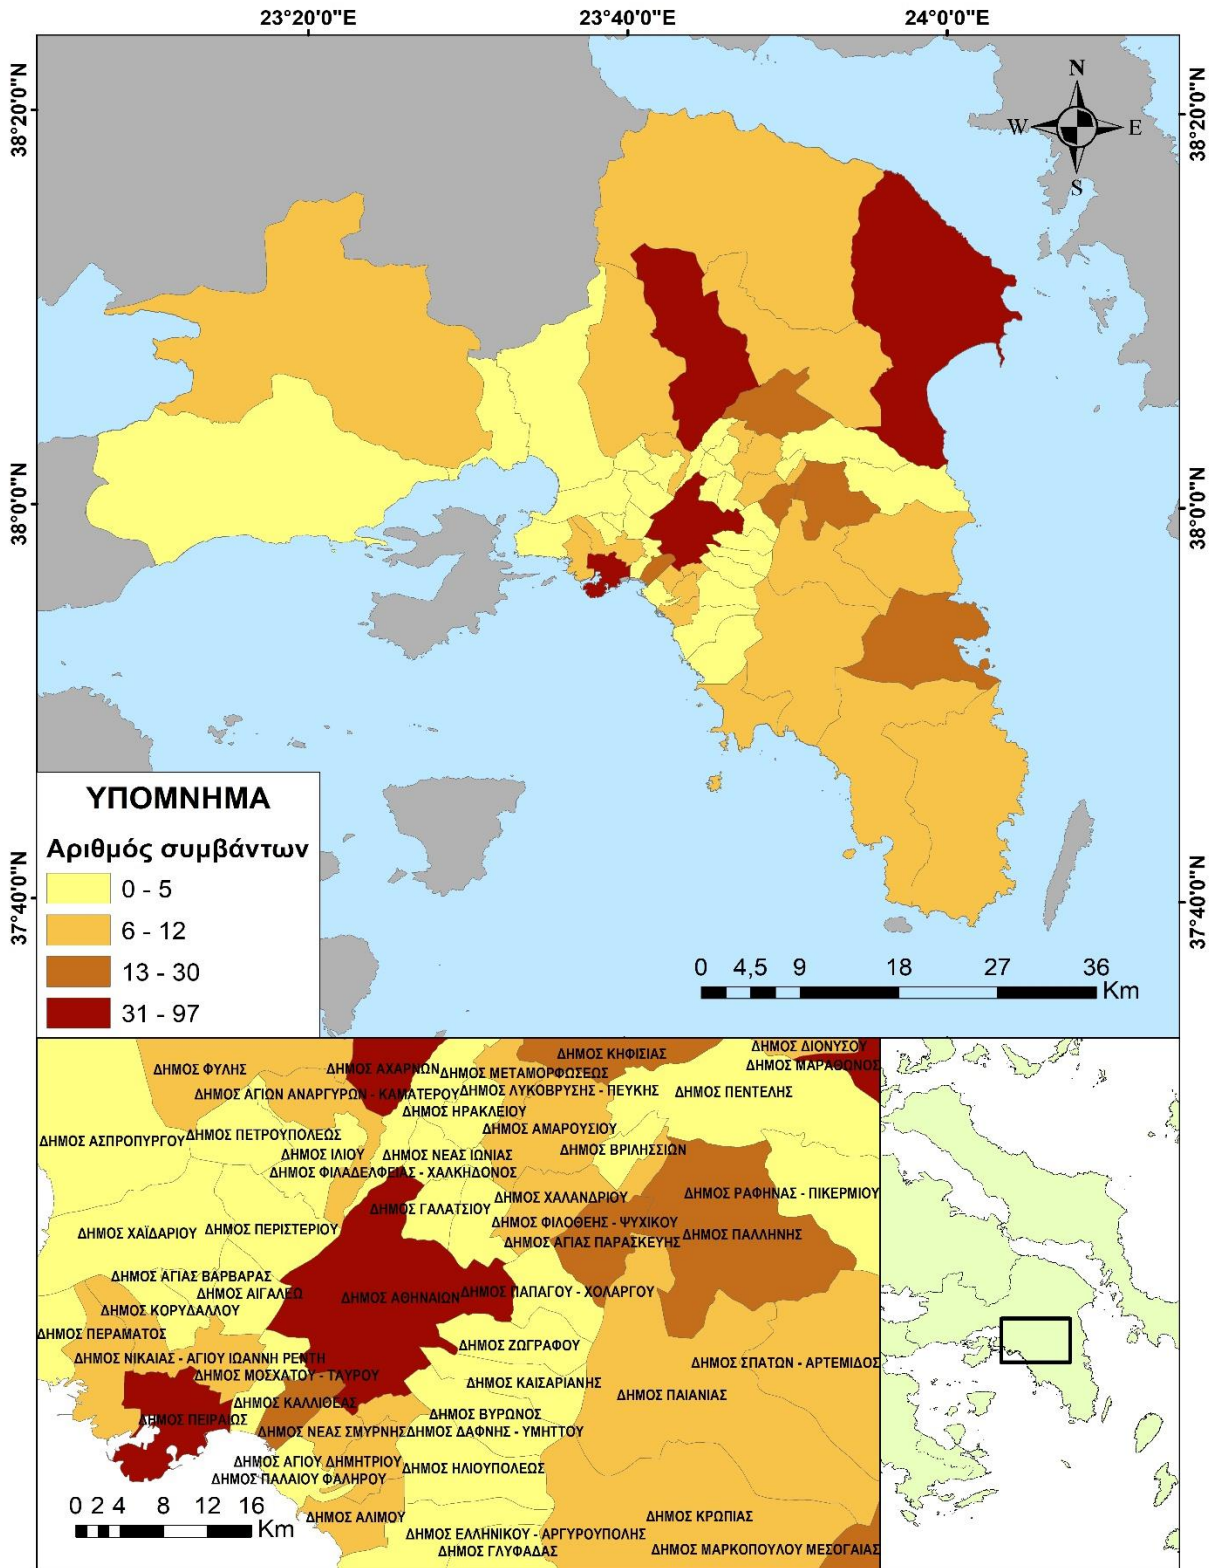 23°20'0"E 23°40'0"E 24°0'0"E
38°20'0"N
38°20'0"N
N
W E
S
38°0'0"N
38°0'0"N
37°40'0"N
37°40'0"N
ΥΠΟΜΝΗΜΑ
Αριθμός συμβάντων
0 - 5
6 - 12
13 - 30
31 - 97
0 4,5 9 18 27 36
Km
ΔΗΜΟΣ ΔΙΟΝΥΣΟΥ
ΔΗΜΟΣ ΚΗΦΙΣΙΑΣ
ΔΗΜΟΣ ΜΑΡΑΘΩΝΟΣ
ΔΗΜΟΣ ΦΥΛΗΣ
ΔΗΜΟΣ ΑΧΑΡΝΩΝ
ΔΗΜΟΣ ΜΕΤΑΜΟΡΦΩΣΕΩΣ
ΔΗΜΟΣ ΑΓΙΩΝ ΑΝΑΡΓΥΡΩΝ - ΚΑΜΑΤΕΡΟΥ
ΔΗΜΟΣ ΛΥΚΟΒΡΥΣΗΣ - ΠΕΥΚΗΣ
ΔΗΜΟΣ ΠΕΝΤΕΛΗΣ
ΔΗΜΟΣ ΗΡΑΚΛΕΙΟΥ
ΔΗΜΟΣ ΑΜΑΡΟΥΣΙΟΥ
ΔΗΜΟΣ ΑΣΠΡΟΠΥΡΓΟΥ
ΔΗΜΟΣ ΠΕΤΡΟΥΠΟΛΕΩΣ
ΔΗΜΟΣ ΒΡΙΛΗΣΣΙΩΝ
ΔΗΜΟΣ ΙΛΙΟΥ
ΔΗΜΟΣ ΝΕΑΣ ΙΩΝΙΑΣ
ΔΗΜΟΣ ΦΙΛΑΔΕΛΦΕΙΑΣ - ΧΑΛΚΗΔΟΝΟΣ
ΔΗΜΟΣ ΡΑΦΗΝΑΣ - ΠΙΚΕΡΜΙΟΥ
ΔΗΜΟΣ ΧΑΛΑΝΔΡΙΟΥ
ΔΗΜΟΣ ΓΑΛΑΤΣΙΟΥ
ΔΗΜΟΣ ΦΙΛΟΘΕΗΣ - ΨΥΧΙΚΟΥ
ΔΗΜΟΣ ΧΑΪΔΑΡΙΟΥ
ΔΗΜΟΣ ΠΕΡΙΣΤΕΡΙΟΥ
ΔΗΜΟΣ ΠΑΛΛΗΝΗΣ
ΔΗΜΟΣ ΑΓΙΑΣ ΠΑΡΑΣΚΕΥΗΣ
ΔΗΜΟΣ ΑΓΙΑΣ ΒΑΡΒΑΡΑΣ
ΔΗΜΟΣ ΑΙΓΑΛΕΩ
ΔΗΜΟΣ ΑΘΗΝΑΙΩΝ
ΔΗΜΟΣ ΠΑΠΑΓΟΥ - ΧΟΛΑΡΓΟΥ
ΔΗΜΟΣ ΚΟΡΥΔΑΛΛΟΥ
ΔΗΜΟΣ ΠΕΡΑΜΑΤΟΣ
ΔΗΜΟΣ ΖΩΓΡΑΦΟΥ
ΔΗΜΟΣ ΝΙΚΑΙΑΣ - ΑΓΙΟΥ ΙΩΑΝΝΗ ΡΕΝΤΗ
ΔΗΜΟΣ ΣΠΑΤΩΝ - ΑΡΤΕΜΙΔΟΣ
ΔΗΜΟΣ ΜΟΣΧΑΤΟΥ - ΤΑΥΡΟΥ
ΔΗΜΟΣ ΚΑΙΣΑΡΙΑΝΗΣ
ΔΗΜΟΣ ΠΑΙΑΝΙΑΣ
ΔΗΜΟΣ ΚΑΛΛΙΘΕΑΣ
ΔΗΜΟΣ ΒΥΡΩΝΟΣ
ΔΗΜΟΣ ΠΕΙΡΑΙΩΣ
ΔΗΜΟΣ ΝΕΑΣ ΣΜΥΡΝΗΣ
ΔΗΜΟΣ ΔΑΦΝΗΣ - ΥΜΗΤΤΟΥ
ΔΗΜΟΣ ΑΓΙΟΥ ΔΗΜΗΤΡΙΟΥ
ΔΗΜΟΣ ΗΛΙΟΥΠΟΛΕΩΣ
ΔΗΜΟΣ ΠΑΛΑΙΟΥ ΦΑΛΗΡΟΥ
0 2 4 8 12 16
Km
ΔΗΜΟΣ ΑΛΙΜΟΥ
ΔΗΜΟΣ ΚΡΩΠΙΑΣ
ΔΗΜΟΣ ΕΛΛΗΝΙΚΟΥ - ΑΡΓΥΡΟΥΠΟΛΗΣ
ΔΗΜΟΣ ΓΛΥΦΑΔΑΣ
ΔΗΜΟΣ ΜΑΡΚΟΠΟΥΛΟΥ ΜΕΣΟΓΑΙΑΣ